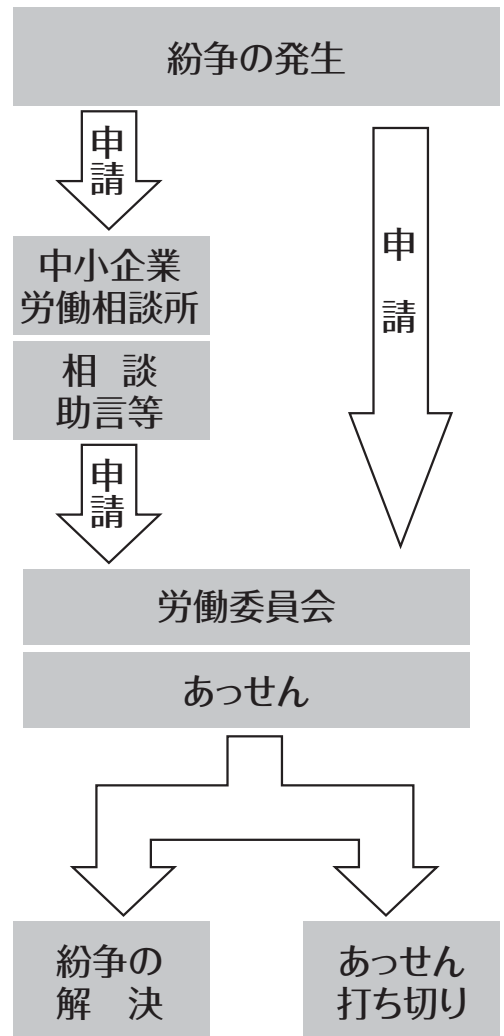 紛争の発生
申請
申請
中小企業
労働相談所
相 談
助言等
申請
労働委員会
あっせん
紛争の
解 決
あっせん
打ち切り